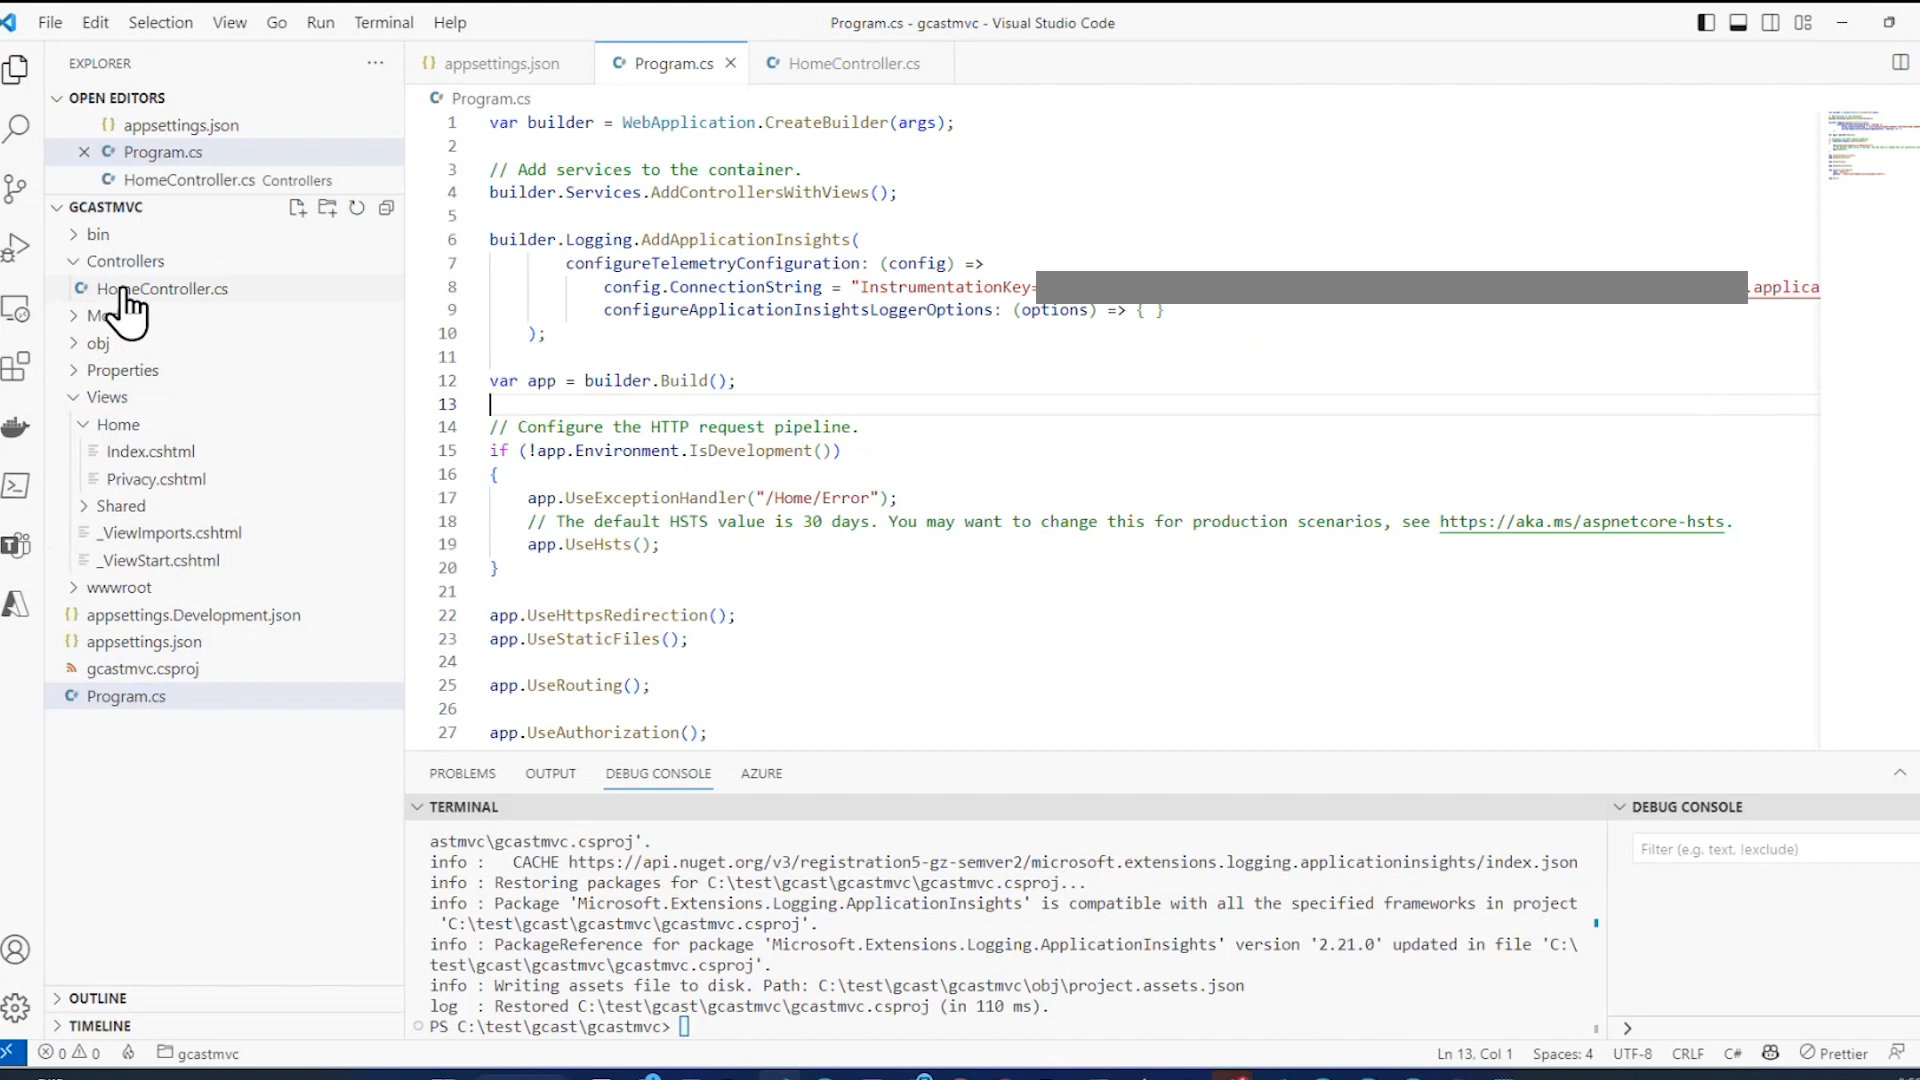 File Edit Selection View Go Run Terminal Help
Program.cs - gcastmvc - Visual Studio Code
EXPLORER
OPEN EDITORS
appsettings.json
Program.cs
HomeController.cs Controllers
GCASTMVC
bin
Controllers
HomeController.cs
obj
Properties
Views
Home
Index.cshtml
Privacy.cshtml
Shared
_ViewImports.cshtml
_ViewStart.cshtml
wwwroot
appsettings.Development.json
appsettings.json
gcastmvc.csproj
Program.cs
OUTLINE
TIMELINE
appsettings.json Program.cs HomeController.cs
Program.cs
1 var builder = WebApplication.CreateBuilder(args);
2
3 // Add services to the container.
4 builder.Services.AddControllersWithViews();
5
6 builder.Logging.AddApplicationInsights(
7 configureTelemetryConfiguration: (config) =>
8 config.ConnectionString = "InstrumentationKey= .applica
9 configureApplicationInsightsLoggerOptions: (options) => { }
10 );
11
12 var app = builder.Build();
13
14 // Configure the HTTP request pipeline.
15 if (!app.Environment.IsDevelopment())
16 {
17 app.UseExceptionHandler("/Home/Error");
18 // The default HSTS value is 30 days. You may want to change this for production scenarios, see https://aka.ms/aspnetcore-hsts.
19 app.UseHsts();
20 }
21
22 app.UseHttpsRedirection();
23 app.UseStaticFiles();
24
25 app.UseRouting();
26
27 app.UseAuthorization();
PROBLEMS OUTPUT DEBUG CONSOLE AZURE
TERMINAL
astmvc\gcastmvc.csproj'.
info : CACHE https://api.nuget.org/v3/registration5-gz-semver2/microsoft.extensions.logging.applicationinsights/index.json
info : Restoring packages for C:\test\gcast\gcastmvc\gcastmvc.csproj...
info : Package 'Microsoft.Extensions.Logging.ApplicationInsights' is compatible with all the specified frameworks in project
'C:\test\gcast\gcastmvc\gcastmvc.csproj'.
info : PackageReference for package 'Microsoft.Extensions.Logging.ApplicationInsights' version '2.21.0' updated in file 'C:\
test\gcast\gcastmvc\gcastmvc.csproj'.
info : Writing assets file to disk. Path: C:\test\gcast\gcastmvc\obj\project.assets.json
log : Restored C:\test\gcast\gcastmvc\gcastmvc.csproj (in 110 ms).
PS C:\test\gcast\gcastmvc>
DEBUG CONSOLE
Filter (e.g. text, !exclude)
0 0 gcastmvc
Ln 13, Col 1 Spaces: 4 UTF-8 CRLF C# Prettier